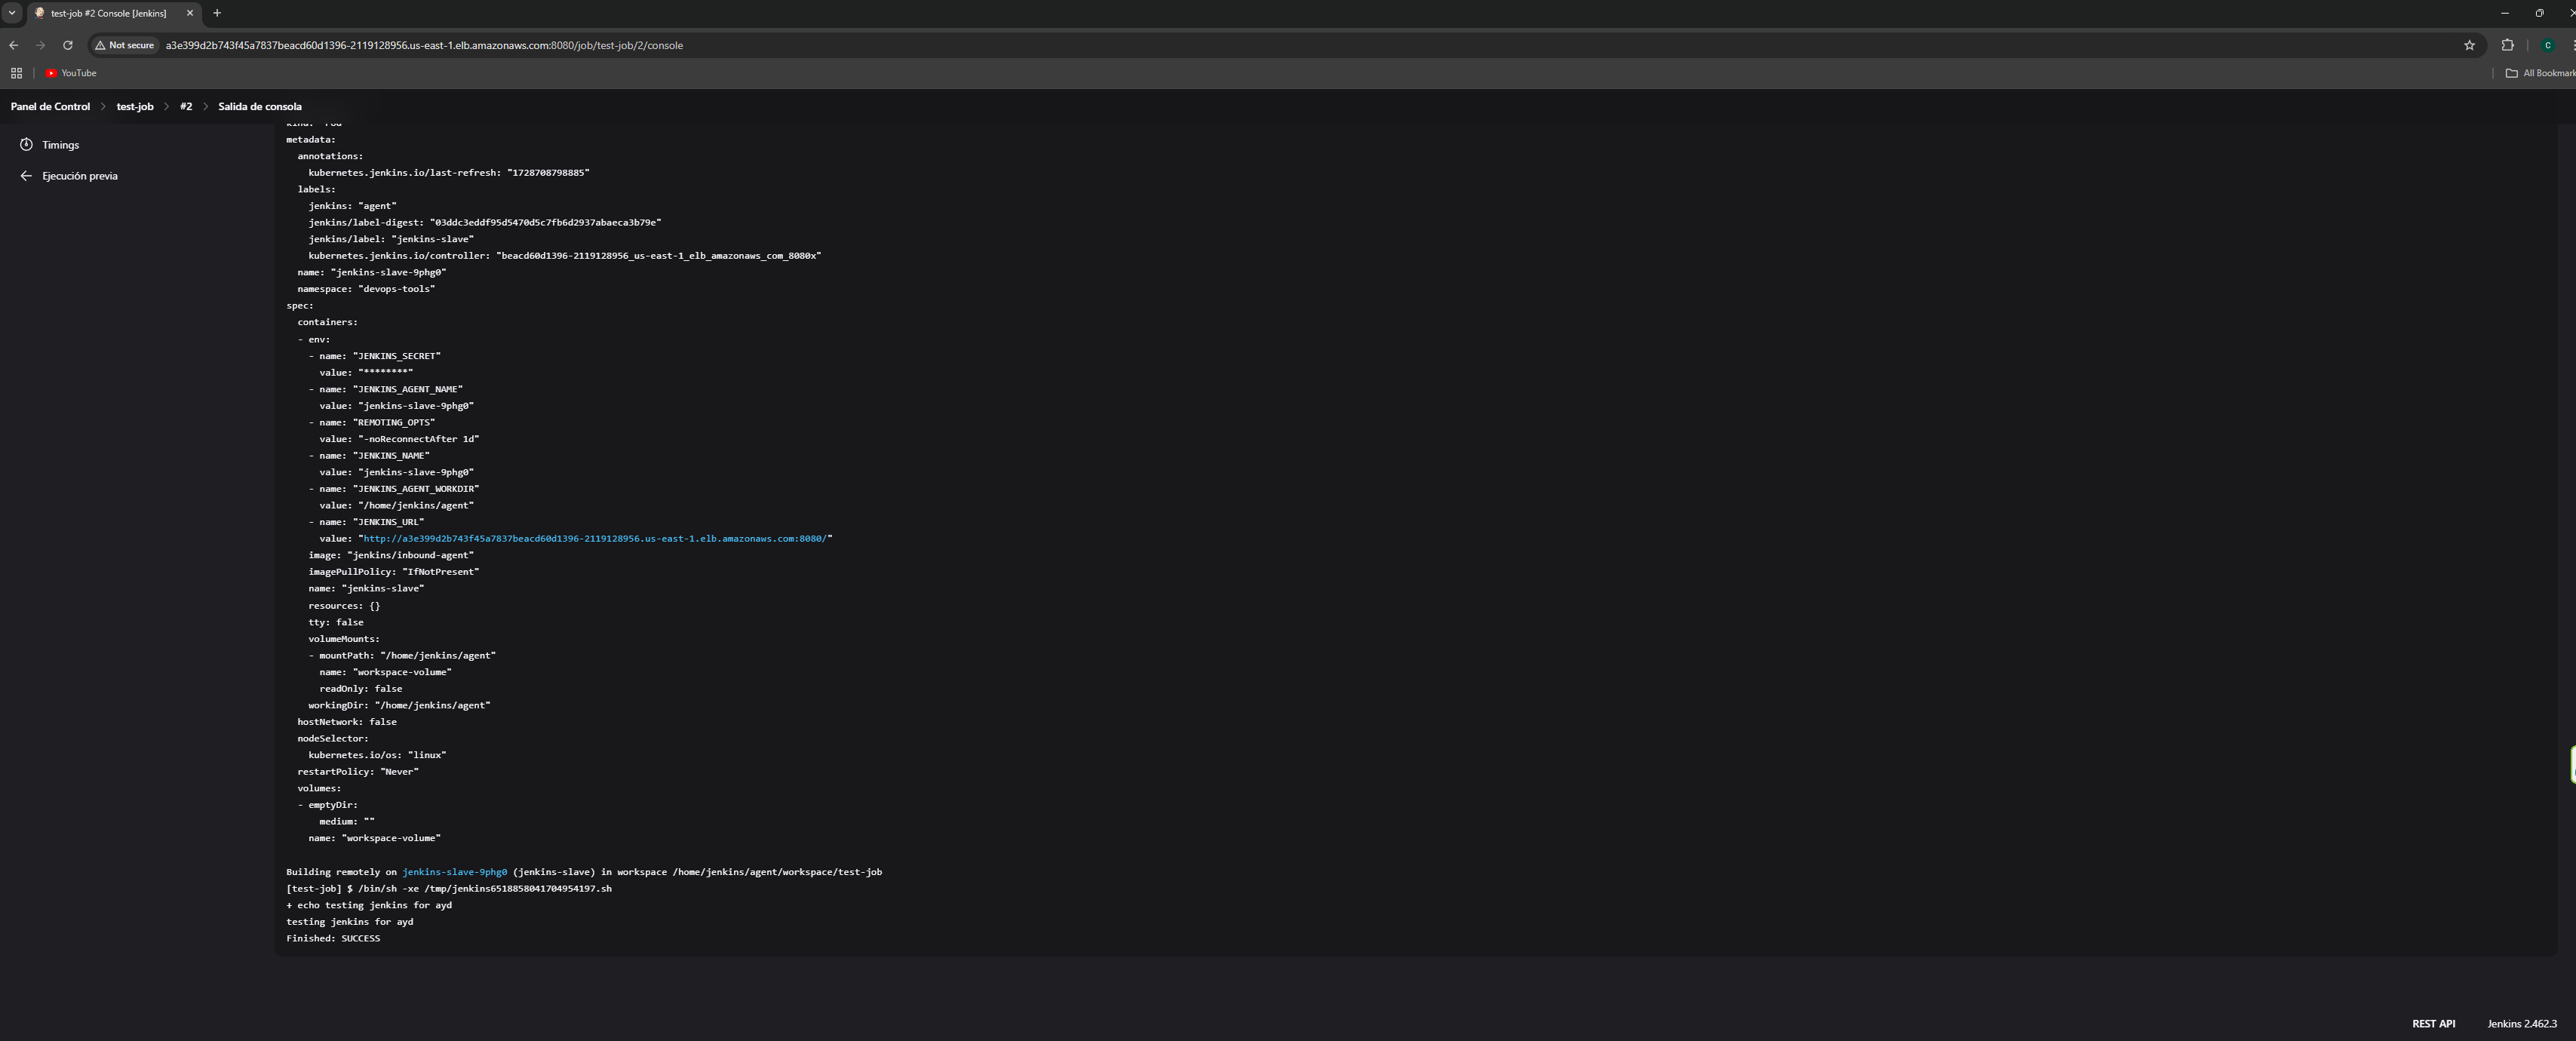 test-job #2 Console [Jenkins]
Not secure
a3e399d2b743f45a7837beacd60d1396-2119128956.us-east-1.elb.amazonaws.com:8080/job/test-job/2/console
C
YouTube
All Bookmark
Panel de Control
test-job
#2
Salida de consola
Timings
Ejecución previa
metadata:
annotations:
kubernetes.jenkins.io/last-refresh: "1728708798885"
labels:
jenkins: "agent"
jenkins/label-digest: "03ddc3eddf95d5470d5c7fb6d2937abaeca3b79e"
jenkins/label: "jenkins-slave"
kubernetes.jenkins.io/controller: "beacd60d1396-2119128956_us-east-1_elb_amazonaws_com_8080x"
name: "jenkins-slave-9phg0"
namespace: "devops-tools"
spec:
containers:
- env:
- name: "JENKINS_SECRET"
value: "********"
- name: "JENKINS_AGENT_NAME"
value: "jenkins-slave-9phg0"
- name: "REMOTING_OPTS"
value: "-noReconnectAfter 1d"
- name: "JENKINS_NAME"
value: "jenkins-slave-9phg0"
- name: "JENKINS_AGENT_WORKDIR"
value: "/home/jenkins/agent"
- name: "JENKINS_URL"
value: "http://a3e399d2b743f45a7837beacd60d1396-2119128956.us-east-1.elb.amazonaws.com:8080/"
image: "jenkins/inbound-agent"
imagePullPolicy: "IfNotPresent"
name: "jenkins-slave"
resources: {}
tty: false
volumeMounts:
- mountPath: "/home/jenkins/agent"
name: "workspace-volume"
readOnly: false
workingDir: "/home/jenkins/agent"
hostNetwork: false
nodeSelector:
kubernetes.io/os: "linux"
restartPolicy: "Never"
volumes:
- emptyDir:
medium: ""
name: "workspace-volume"
Building remotely on jenkins-slave-9phg0 (jenkins-slave) in workspace /home/jenkins/agent/workspace/test-job
[test-job] $ /bin/sh -xe /tmp/jenkins6518858041704954197.sh
+ echo testing jenkins for ayd
testing jenkins for ayd
Finished: SUCCESS
REST API
Jenkins 2.462.3